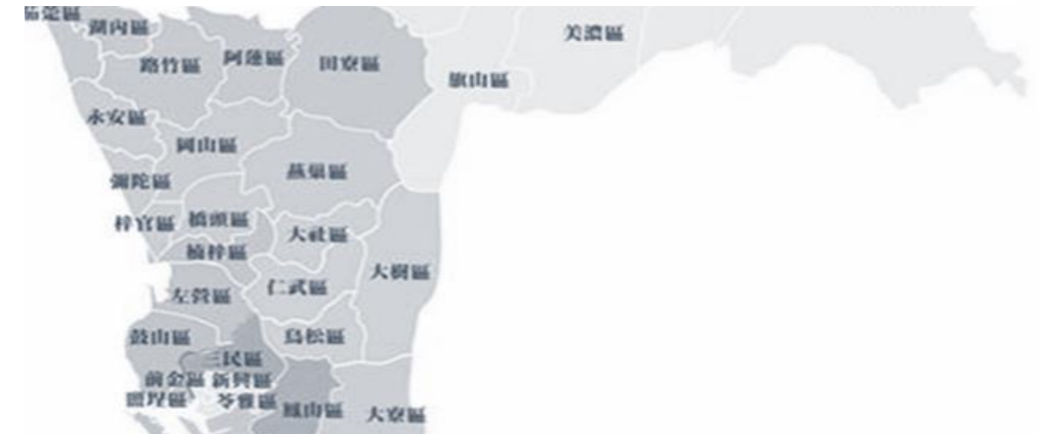 茄萣區
湖內區
美濃區
路竹區
阿蓮區
田寮區
旗山區
永安區
岡山區
燕巢區
彌陀區
梓官區
橋頭區
大社區
楠梓區
大樹區
左營區
仁武區
鼓山區
鳥松區
三民區
前金區
新興區
鹽埕區
苓雅區
鳳山區
大寮區